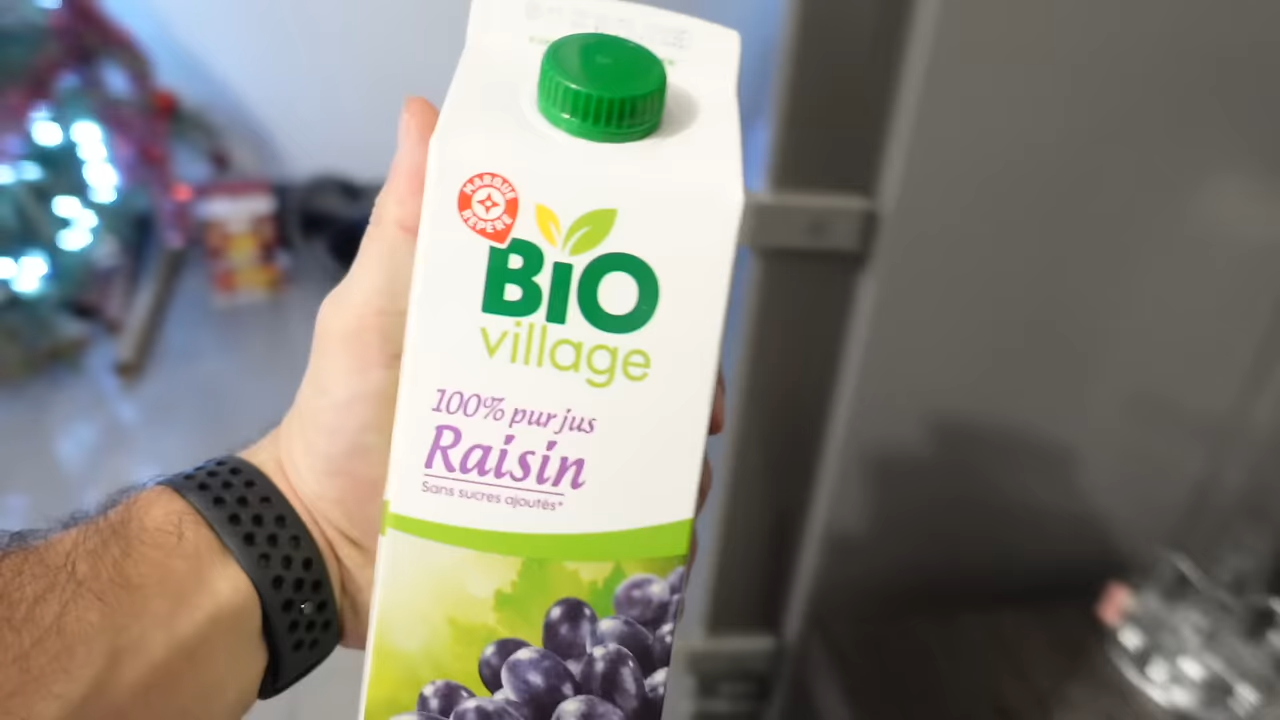 MARQUE
REPÈRE
BiO
village
100% pur jus
Raisin
Sans sucres ajoutés*